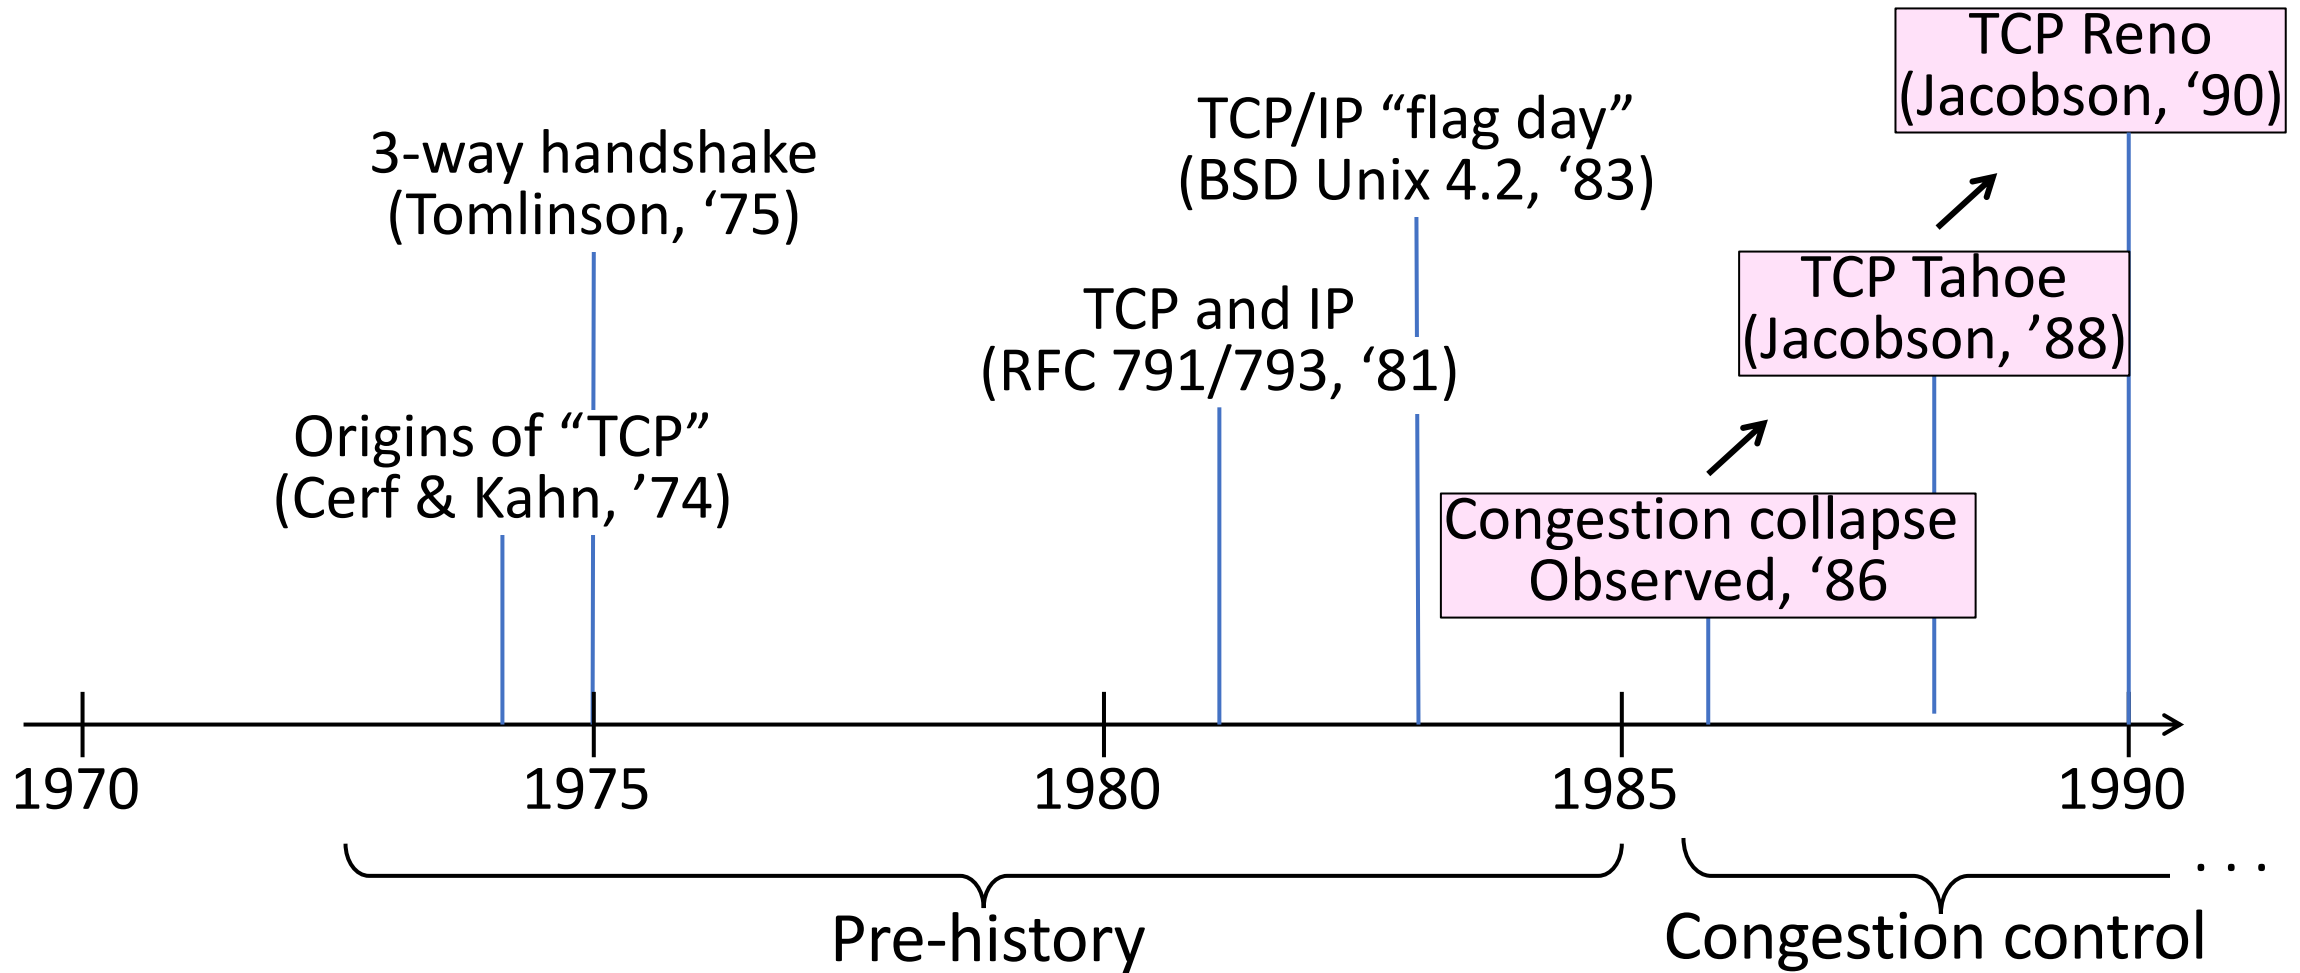 TCP Reno
(Jacobson, ‘90)
TCP/IP “flag day”
(BSD Unix 4.2, ‘83)
3-way handshake
(Tomlinson, ‘75)
TCP Tahoe
(Jacobson, ’88)
TCP and IP
(RFC 791/793, ‘81)
Origins of “TCP”
(Cerf & Kahn, ’74)
Congestion collapse
Observed, ‘86
1970 1975 1980 1985 1990
. . .
Pre-history
Congestion control